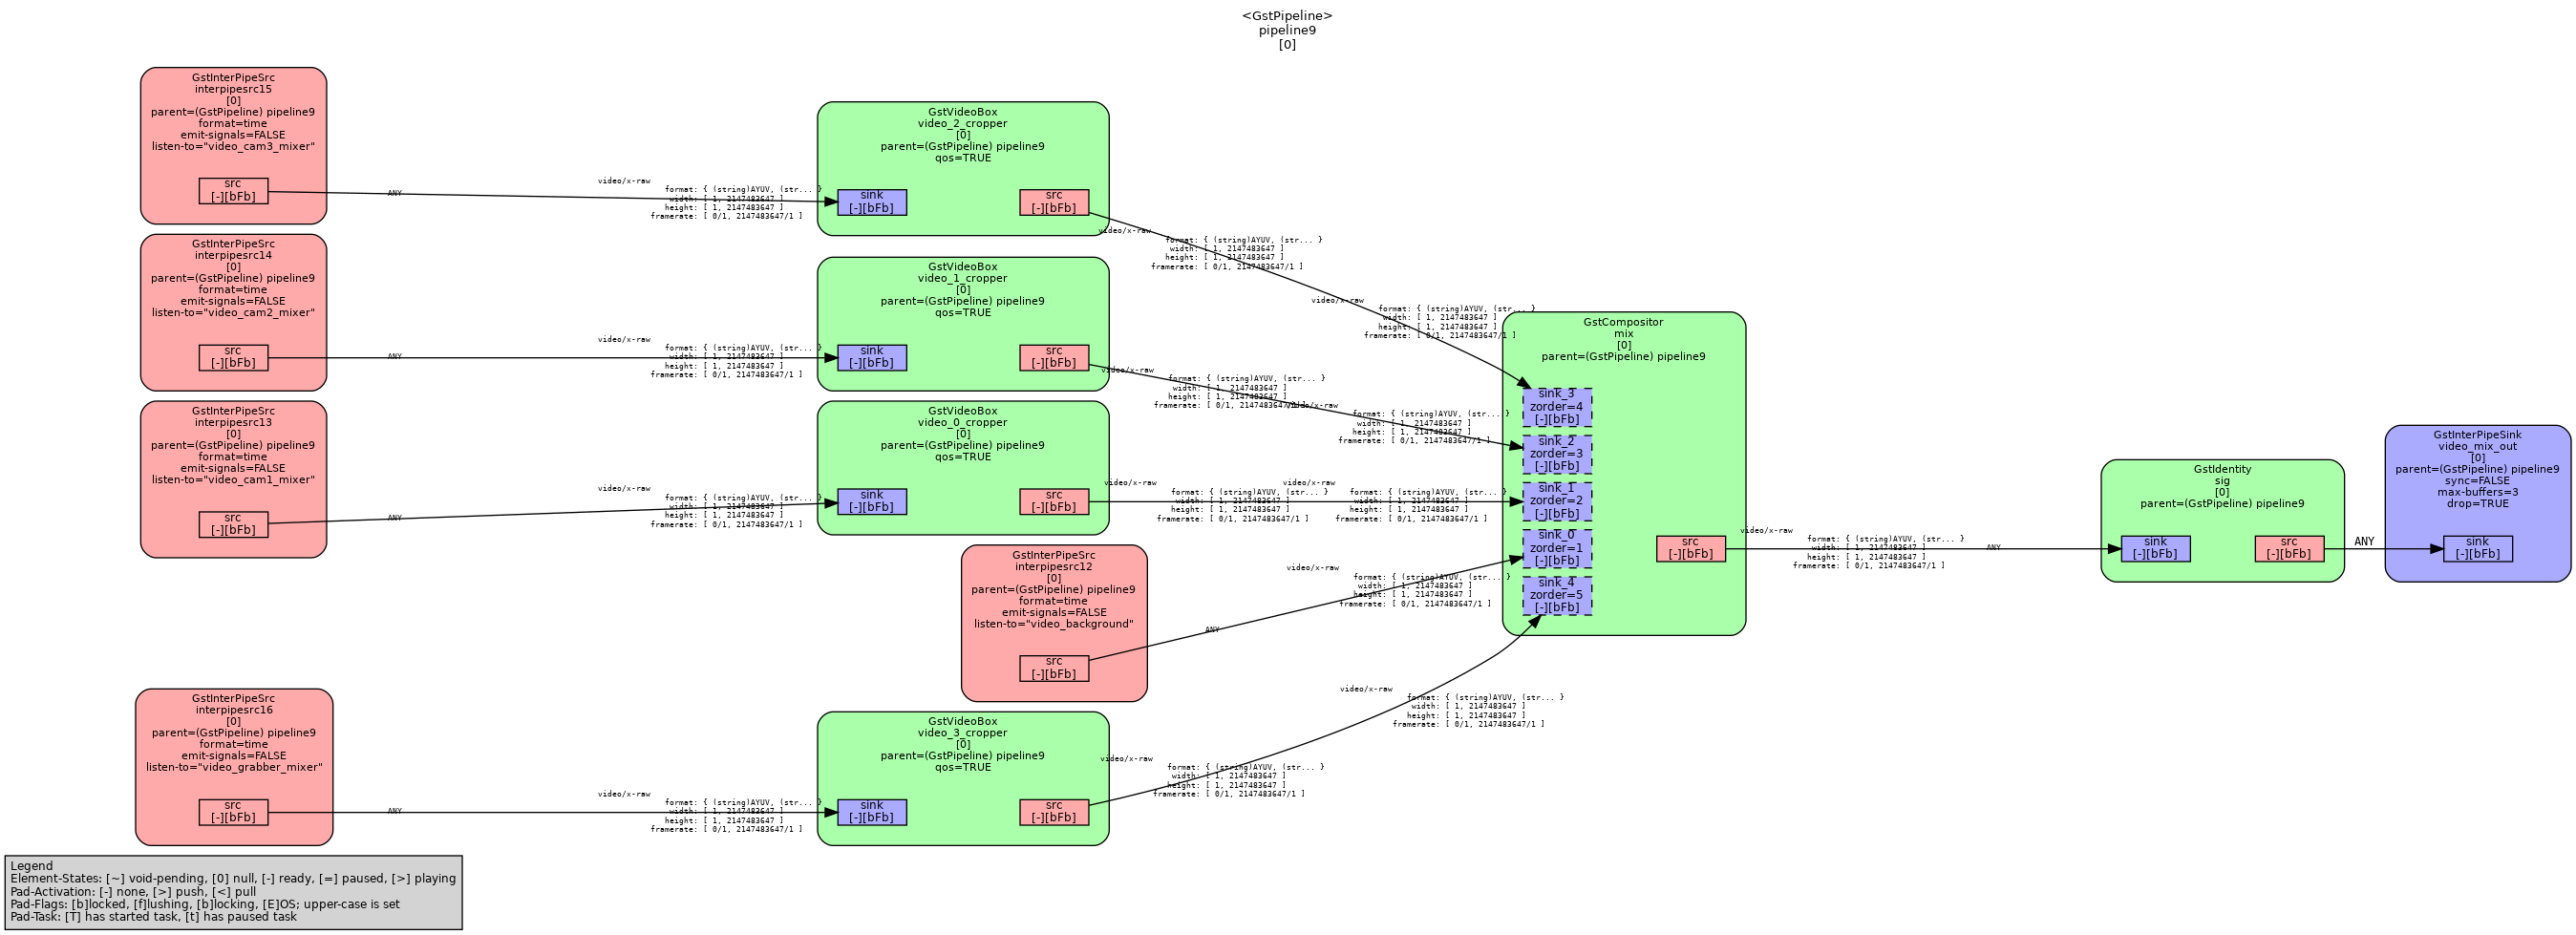 <GstPipeline>
pipeline9
[0]
GstInterPipeSrc
interpipesrc15
[0]
parent=(GstPipeline) pipeline9
format=time
emit-signals=FALSE
listen-to="video_cam3_mixer"
src
[-][bFb]
ANY
video/x-raw
format: { (string)AYUV, (str... }
width: [ 1, 2147483647 ]
height: [ 1, 2147483647 ]
framerate: [ 0/1, 2147483647/1 ]
GstVideoBox
video_2_cropper
[0]
parent=(GstPipeline) pipeline9
qos=TRUE
sink
[-][bFb]
src
[-][bFb]
video/x-raw
format: { (string)AYUV, (str... }
width: [ 1, 2147483647 ]
height: [ 1, 2147483647 ]
framerate: [ 0/1, 2147483647/1 ]
video/x-raw
format: { (string)AYUV, (str... }
width: [ 1, 2147483647 ]
height: [ 1, 2147483647 ]
framerate: [ 0/1, 2147483647/1 ]
GstInterPipeSrc
interpipesrc14
[0]
parent=(GstPipeline) pipeline9
format=time
emit-signals=FALSE
listen-to="video_cam2_mixer"
src
[-][bFb]
ANY
video/x-raw
format: { (string)AYUV, (str... }
width: [ 1, 2147483647 ]
height: [ 1, 2147483647 ]
framerate: [ 0/1, 2147483647/1 ]
GstVideoBox
video_1_cropper
[0]
parent=(GstPipeline) pipeline9
qos=TRUE
sink
[-][bFb]
src
[-][bFb]
video/x-raw
format: { (string)AYUV, (str... }
width: [ 1, 2147483647 ]
height: [ 1, 2147483647 ]
framerate: [ 0/1, 2147483647/1 ]
video/x-raw
format: { (string)AYUV, (str... }
width: [ 1, 2147483647 ]
height: [ 1, 2147483647 ]
framerate: [ 0/1, 2147483647/1 ]
GstInterPipeSrc
interpipesrc13
[0]
parent=(GstPipeline) pipeline9
format=time
emit-signals=FALSE
listen-to="video_cam1_mixer"
src
[-][bFb]
ANY
video/x-raw
format: { (string)AYUV, (str... }
width: [ 1, 2147483647 ]
height: [ 1, 2147483647 ]
framerate: [ 0/1, 2147483647/1 ]
GstVideoBox
video_0_cropper
[0]
parent=(GstPipeline) pipeline9
qos=TRUE
sink
[-][bFb]
src
[-][bFb]
video/x-raw
format: { (string)AYUV, (str... }
width: [ 1, 2147483647 ]
height: [ 1, 2147483647 ]
framerate: [ 0/1, 2147483647/1 ]
video/x-raw
format: { (string)AYUV, (str... }
width: [ 1, 2147483647 ]
height: [ 1, 2147483647 ]
framerate: [ 0/1, 2147483647/1 ]
GstInterPipeSrc
interpipesrc12
[0]
parent=(GstPipeline) pipeline9
format=time
emit-signals=FALSE
listen-to="video_background"
src
[-][bFb]
ANY
video/x-raw
format: { (string)AYUV, (str... }
width: [ 1, 2147483647 ]
height: [ 1, 2147483647 ]
framerate: [ 0/1, 2147483647/1 ]
GstInterPipeSrc
interpipesrc16
[0]
parent=(GstPipeline) pipeline9
format=time
emit-signals=FALSE
listen-to="video_grabber_mixer"
src
[-][bFb]
ANY
video/x-raw
format: { (string)AYUV, (str... }
width: [ 1, 2147483647 ]
height: [ 1, 2147483647 ]
framerate: [ 0/1, 2147483647/1 ]
GstVideoBox
video_3_cropper
[0]
parent=(GstPipeline) pipeline9
qos=TRUE
sink
[-][bFb]
src
[-][bFb]
video/x-raw
format: { (string)AYUV, (str... }
width: [ 1, 2147483647 ]
height: [ 1, 2147483647 ]
framerate: [ 0/1, 2147483647/1 ]
video/x-raw
format: { (string)AYUV, (str... }
width: [ 1, 2147483647 ]
height: [ 1, 2147483647 ]
framerate: [ 0/1, 2147483647/1 ]
GstCompositor
mix
[0]
parent=(GstPipeline) pipeline9
sink_3
zorder=4
[-][bFb]
sink_2
zorder=3
[-][bFb]
sink_1
zorder=2
[-][bFb]
sink_0
zorder=1
[-][bFb]
sink_4
zorder=5
[-][bFb]
src
[-][bFb]
video/x-raw
format: { (string)AYUV, (str... }
width: [ 1, 2147483647 ]
height: [ 1, 2147483647 ]
framerate: [ 0/1, 2147483647/1 ]
ANY
GstIdentity
sig
[0]
parent=(GstPipeline) pipeline9
sink
[-][bFb]
src
[-][bFb]
ANY
GstInterPipeSink
video_mix_out
[0]
parent=(GstPipeline) pipeline9
sync=FALSE
max-buffers=3
drop=TRUE
sink
[-][bFb]
Legend
Element-States: [~] void-pending, [0] null, [-] ready, [=] paused, [>] playing
Pad-Activation: [-] none, [>] push, [<] pull
Pad-Flags: [b]locked, [f]lushing, [b]locking, [E]OS; upper-case is set
Pad-Task: [T] has started task, [t] has paused task